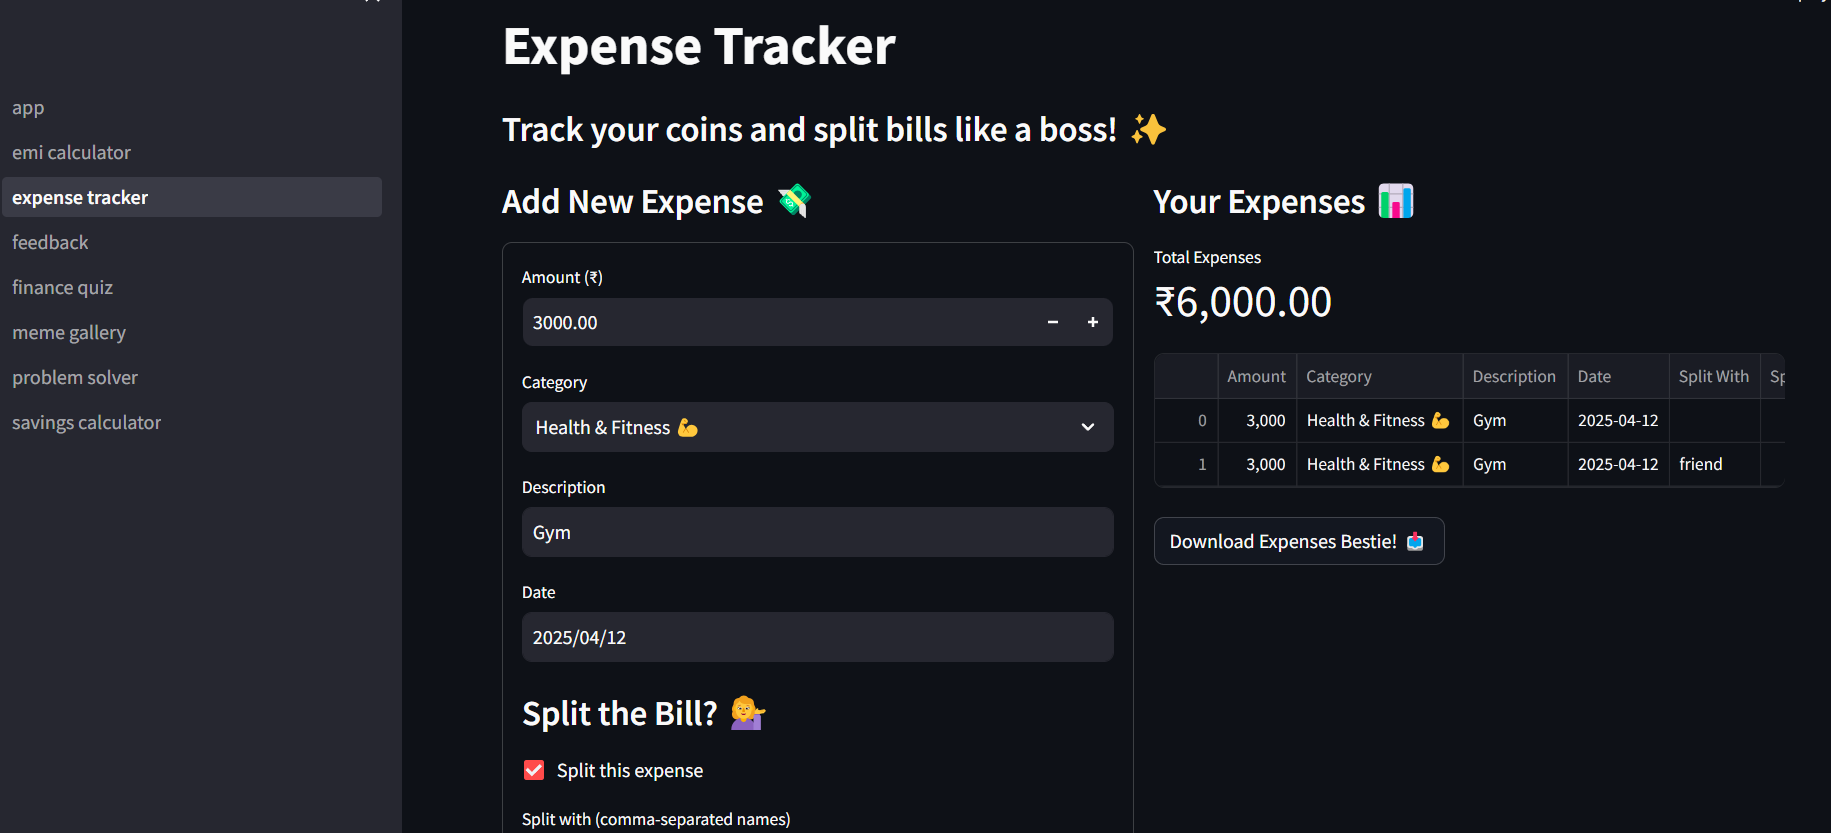 app
emi calculator
expense tracker
feedback
finance quiz
meme gallery
problem solver
savings calculator
Expense Tracker
Track your coins and split bills like a boss! ✨
Add New Expense 💸
Amount (₹)
3000.00 − +
Category
Health & Fitness 💪
Description
Gym
Date
2025/04/12
Split the Bill? 💁
Split this expense
Split with (comma-separated names)
Your Expenses 📊
Total Expenses
₹6,000.00
Amount Category Description Date Split With Sp
0 3,000 Health & Fitness 💪 Gym 2025-04-12
1 3,000 Health & Fitness 💪 Gym 2025-04-12 friend
Download Expenses Bestie! 📩